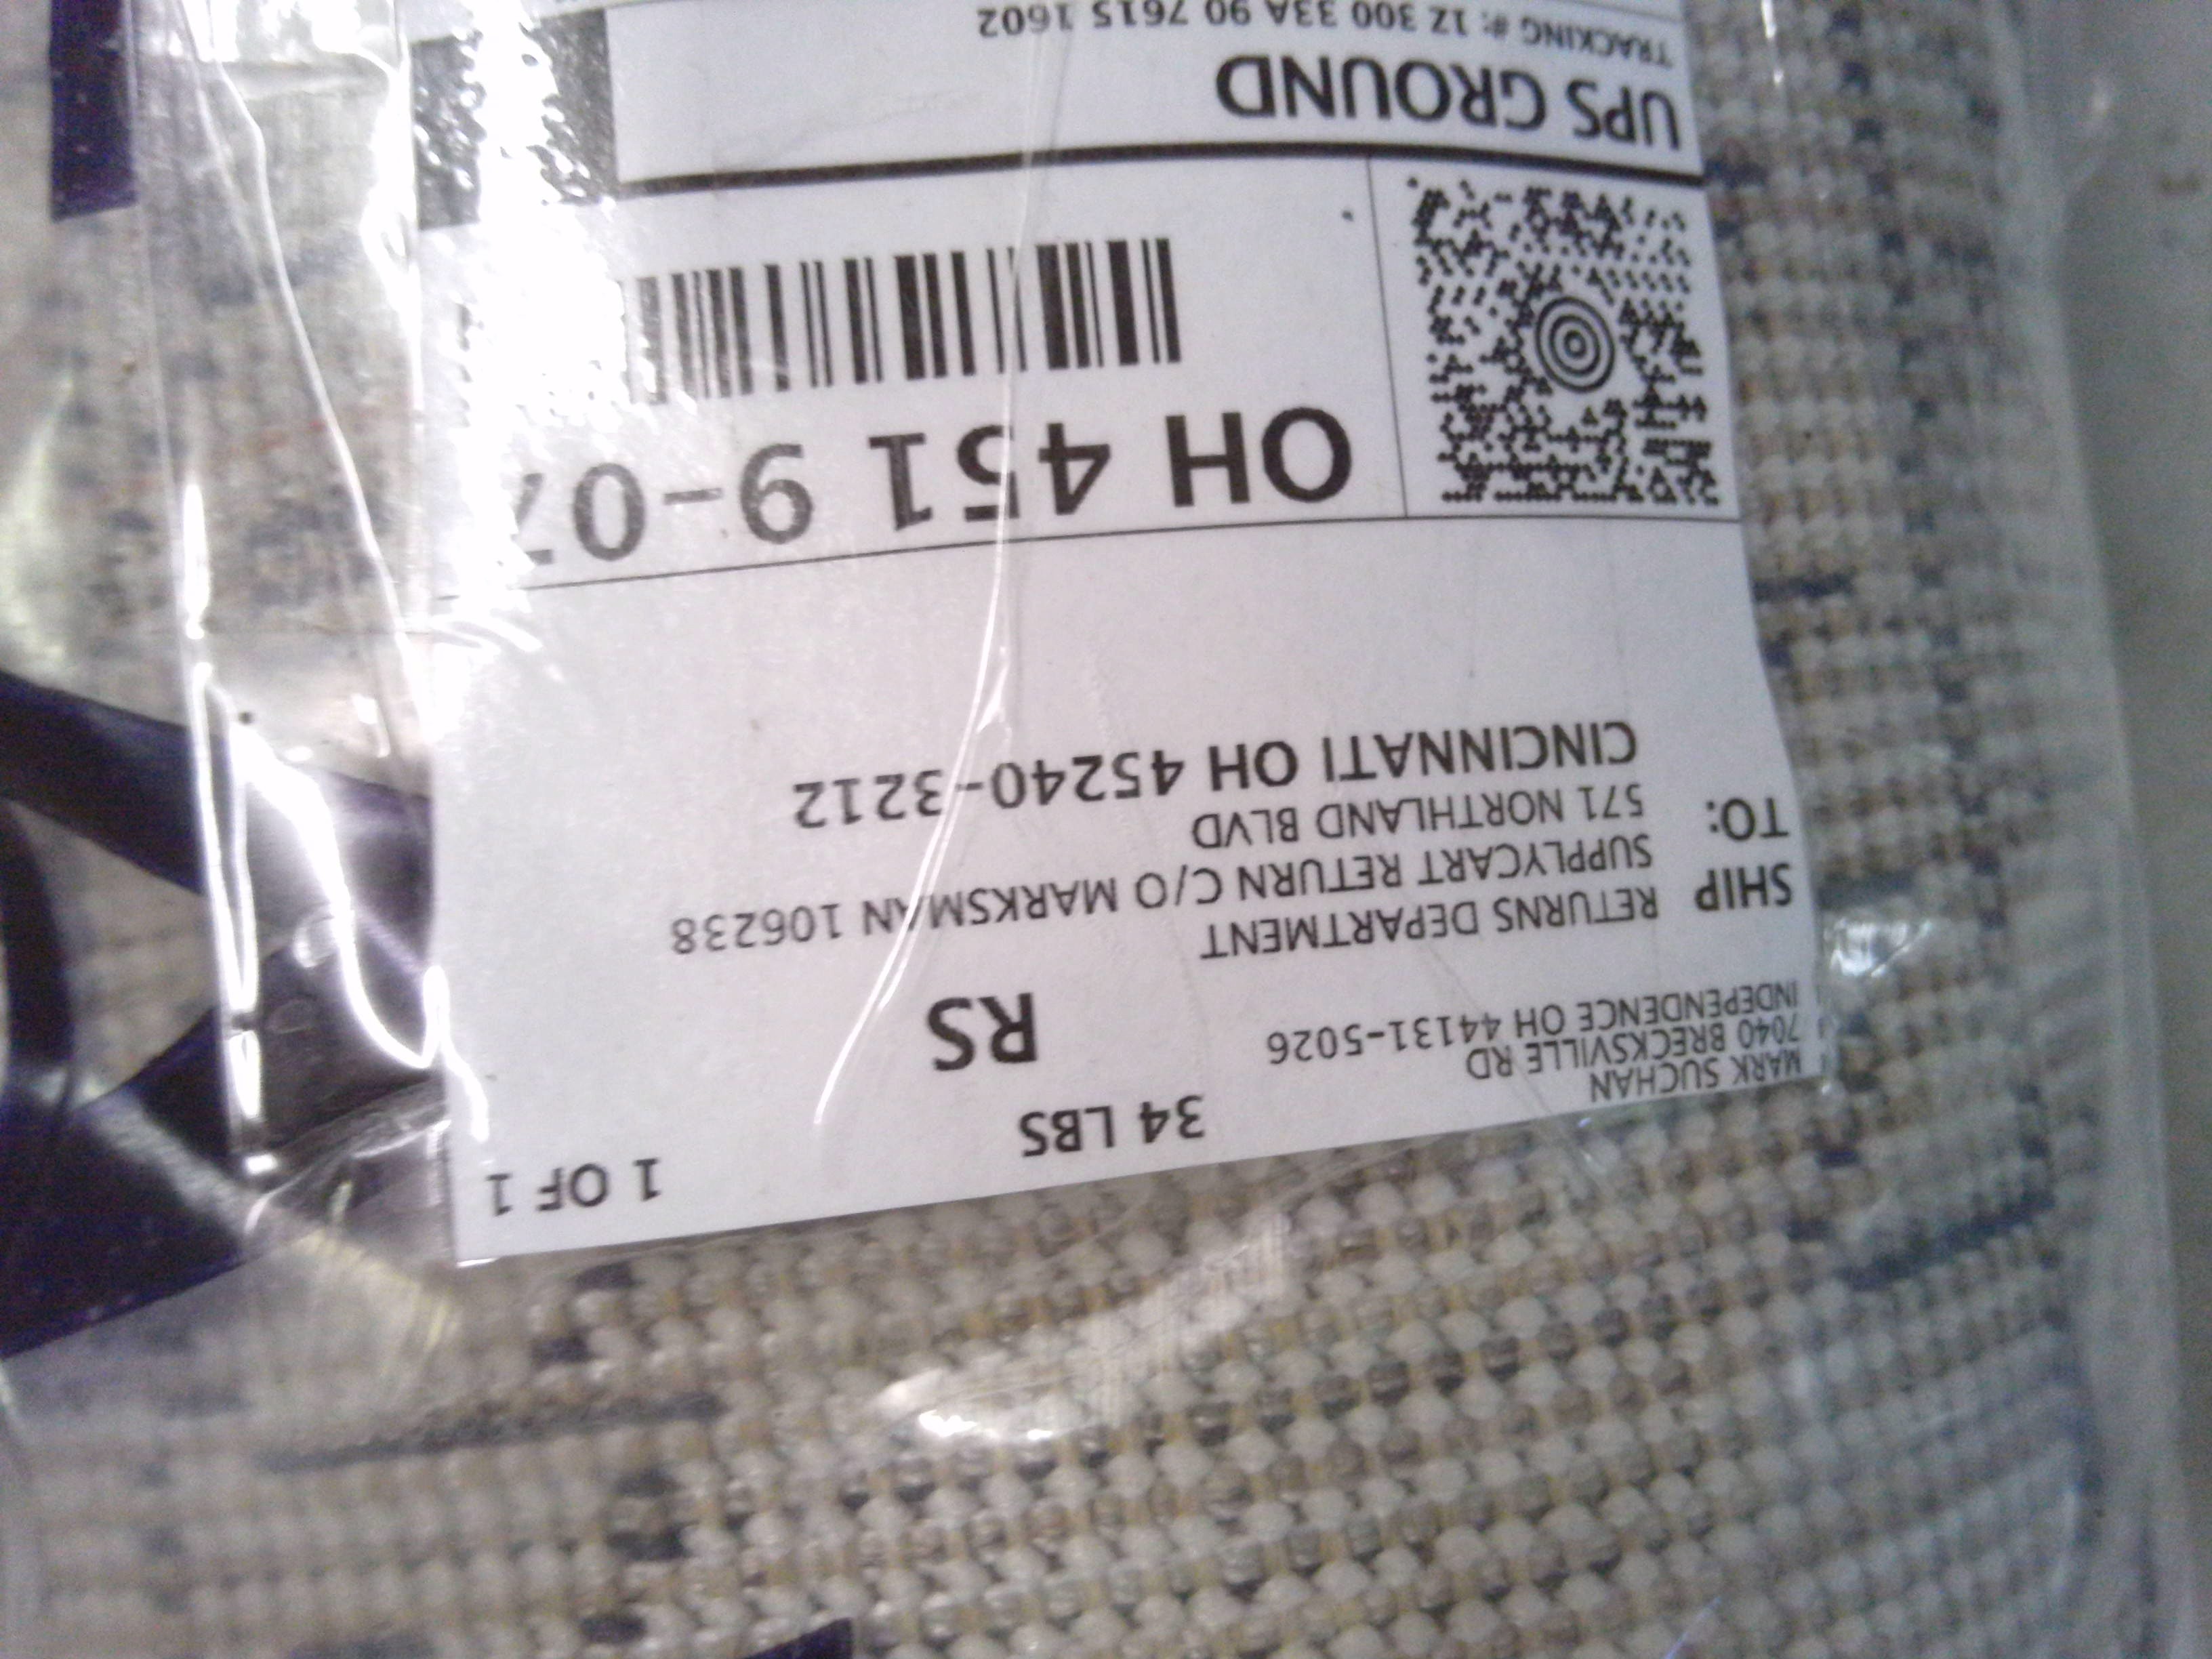 MARK SUCHAN
7040 BRECKSVILLE RD
INDEPENDENCE OH 44131-5026
34 LBS
1 OF 1
RS
SHIP
TO:
RETURNS DEPARTMENT
SUPPLYCART RETURN C/O MARKSMAN 106238
571 NORTHLAND BLVD
CINCINNATI OH 45240-3212
OH 451 9-07
UPS GROUND
TRACKING #: 1Z 300 33A 90 7615 1602